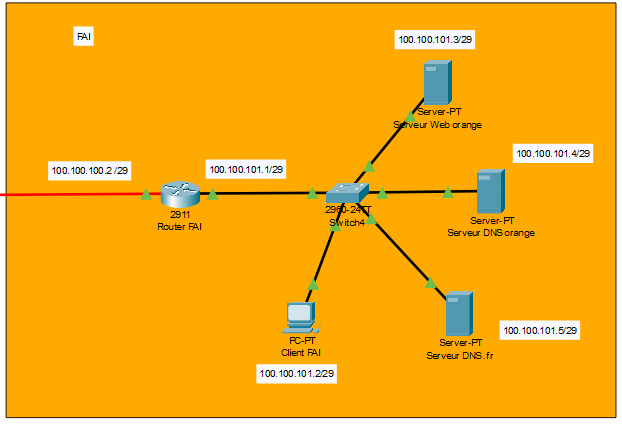 FAI
100.100.101.3/29
Server-PT
Serveur Web orange
100.100.101.4/29
100.100.100.2 /29
100.100.101.1/29
2911
Router FAI
2960-24TT
Switch4
Server-PT
Serveur DNS orange
100.100.101.5/29
PC-PT
Client FAI
Server-PT
Serveur DNS .fr
100.100.101.2/29